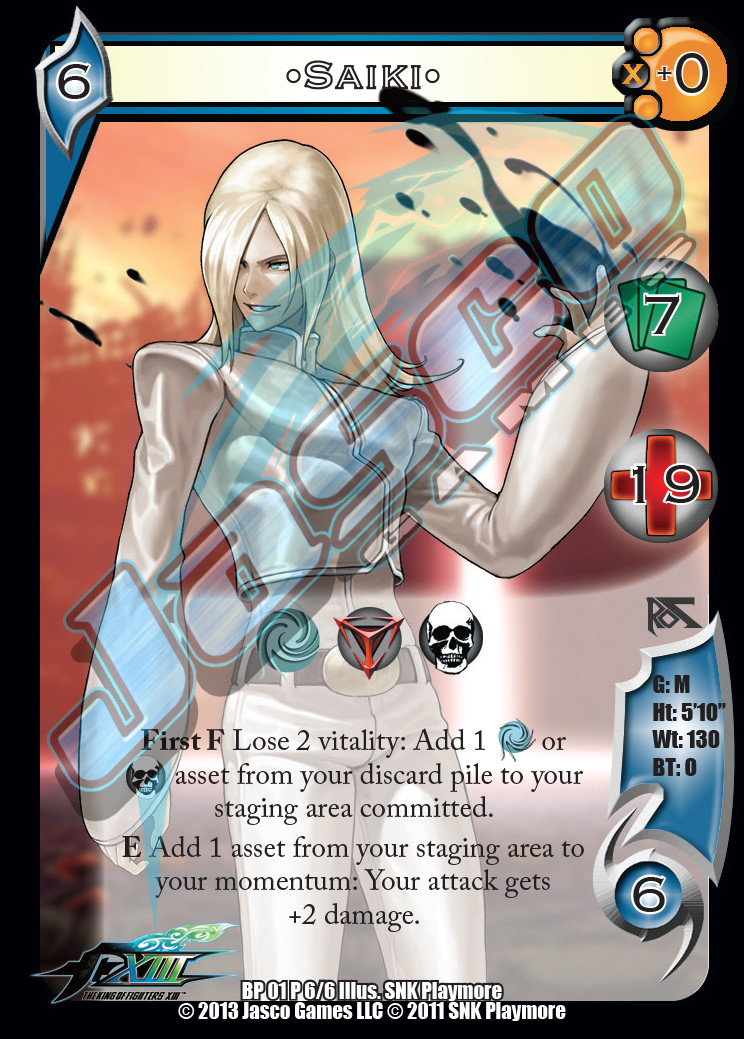 6
•Saiki•
X +0
7
19
G: M
Ht: 5'10"
Wt: 130
BT: 0
First F Lose 2 vitality: Add 1 or
asset from your discard pile to your
staging area committed.
E Add 1 asset from your staging area to
your momentum: Your attack gets
+2 damage.
6
XIII
THE KING OF FIGHTERS XIII™
BP 01 P 6/6 Illus. SNK Playmore
© 2013 Jasco Games LLC © 2011 SNK Playmore
JASCO
GAMES